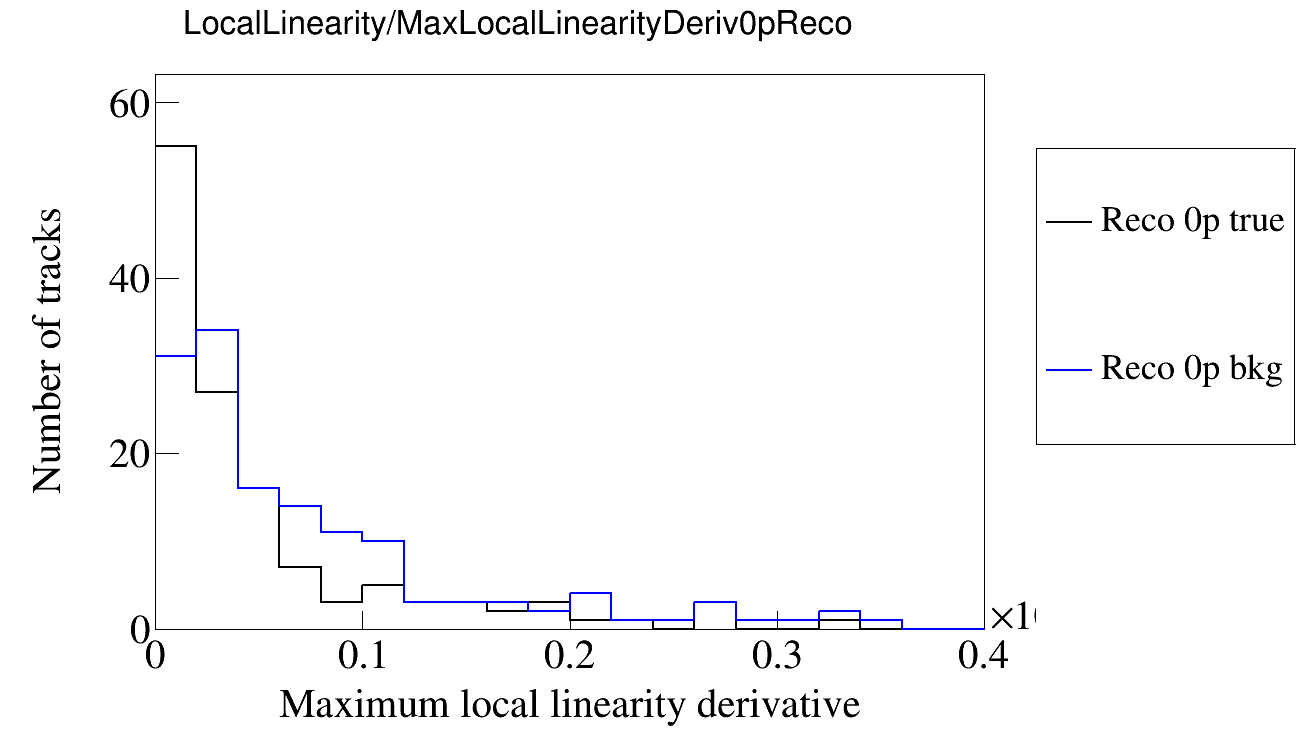 LocalLinearity/MaxLocalLinearityDeriv0pReco
60
40
20
0
Number of tracks
0 0.1 0.2 0.3 0.4
×10
Maximum local linearity derivative
Reco 0p true
Reco 0p bkg